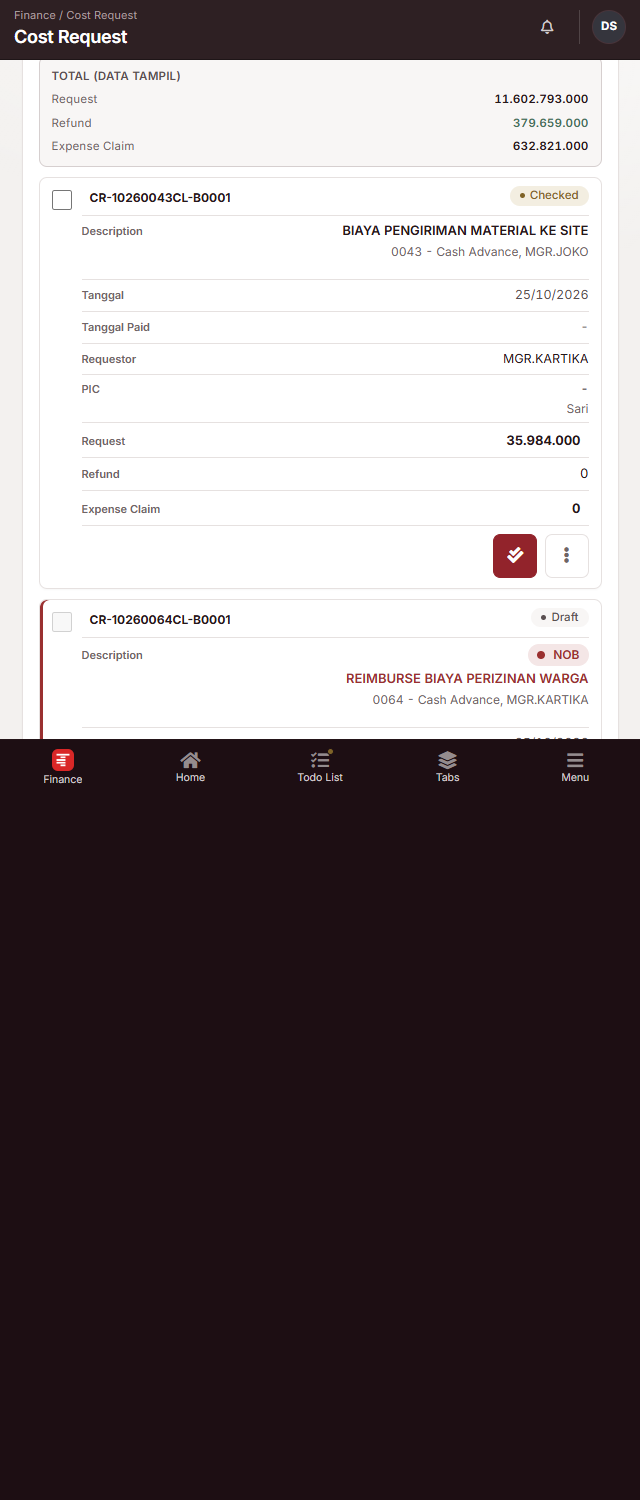 Finance / Cost Request
Cost Request
DS
TOTAL (DATA TAMPIL)
Request 11.602.793.000
Refund 379.659.000
Expense Claim 632.821.000
CR-10260043CL-B0001 Checked
Description BIAYA PENGIRIMAN MATERIAL KE SITE
0043 - Cash Advance, MGR.JOKO
Tanggal 25/10/2026
Tanggal Paid -
Requestor MGR.KARTIKA
PIC -
Sari
Request 35.984.000
Refund 0
Expense Claim 0
CR-10260064CL-B0001 Draft
Description NOB
REIMBURSE BIAYA PERIZINAN WARGA
0064 - Cash Advance, MGR.KARTIKA
Finance Home Todo List Tabs Menu